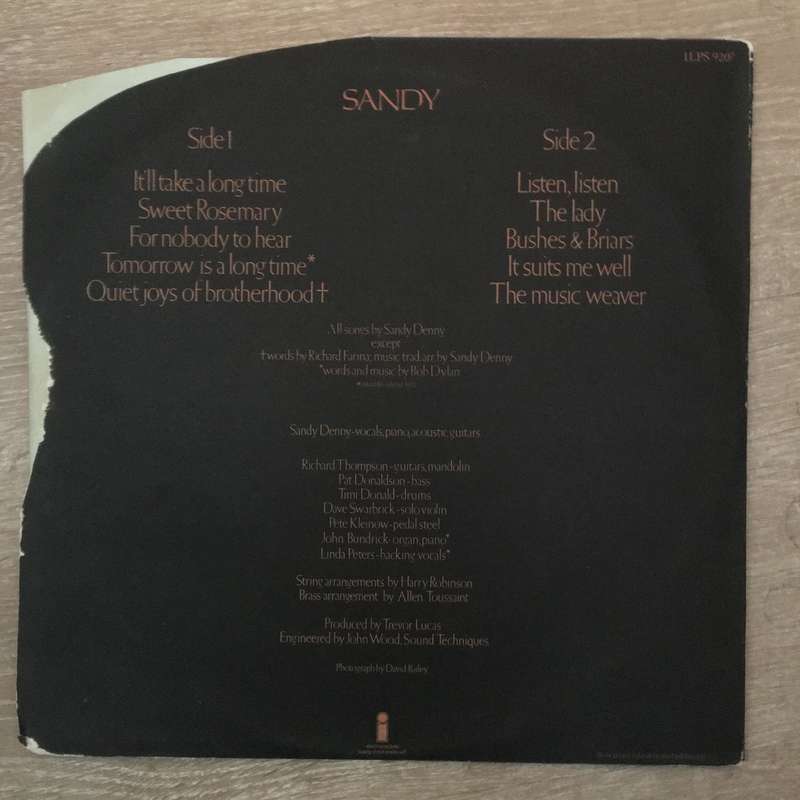 ILPS 9207
SANDY
Side 1
It'll take a long time
Sweet Rosemary
For nobody to hear
Tomorrow is a long time*
Quiet joys of brotherhood †
Side 2
Listen, listen
The lady
Bushes & Briars
It suits me well
The music weaver
All songs by Sandy Denny
except
†words by Richard Farina; music trad. arr. by Sandy Denny
*words and music by Bob Dylan
Sandy Denny-vocals, piano, acoustic guitars
Richard Thompson-guitars, mandolin
Pat Donaldson-bass
Timi Donald-drums
Dave Swarbrick-solo violin
Pete Kleinow-pedal steel
John Bundrick-organ, piano*
Linda Peters-backing vocals*
String arrangements by Harry Robinson
Brass arrangement by Allen Toussaint
Produced by Trevor Lucas
Engineered by John Wood, Sound Techniques
Photograph by David Bailey
i